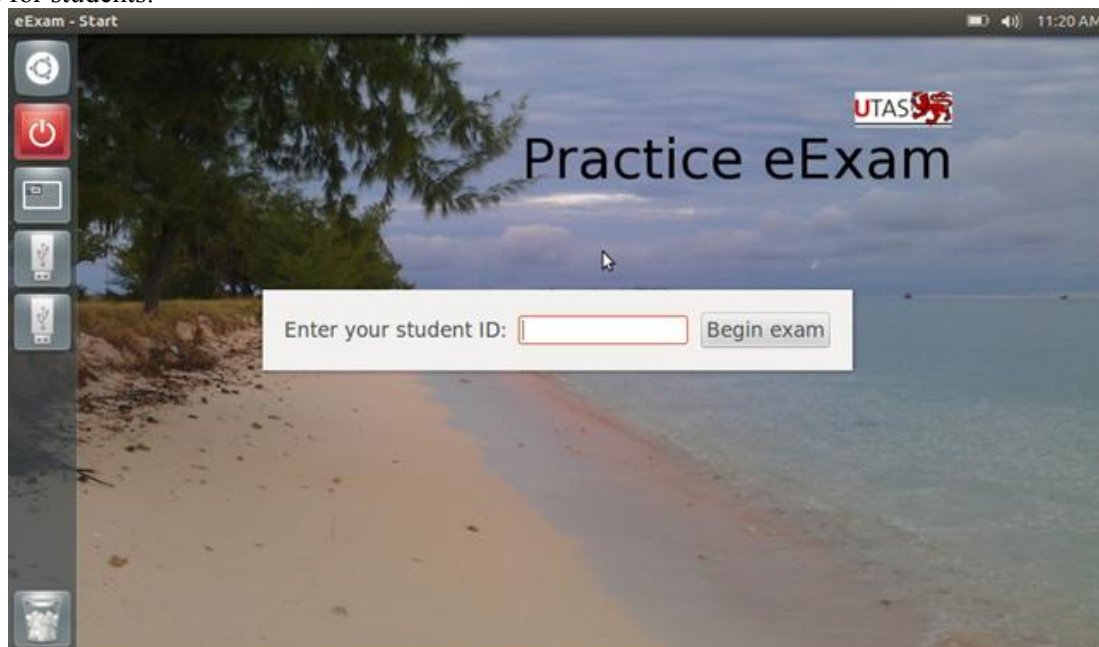 for students.
eExam - Start
11:20 AM
UTAS
Practice eExam
Enter your student ID:
Begin exam